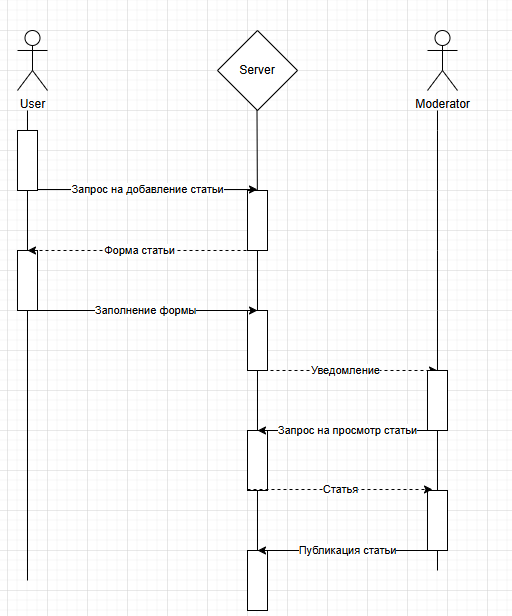 Server
User
Moderator
Запрос на добавление статьи
Форма статьи
Заполнение формы
Уведомление
Запрос на просмотр статьи
Статья
Публикация статьи